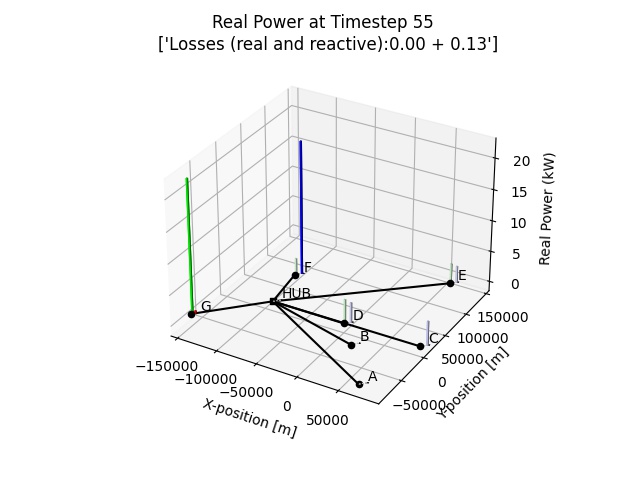 Real Power at Timestep 55
['Losses (real and reactive):0.00 + 0.13']
20
15
10
5
0
Real Power (kW)
F
E
HUB
G
D
B
C
A
150000
100000
50000
0
−50000
Y-position [m]
−150000
−100000
−50000
0
50000
X-position [m]